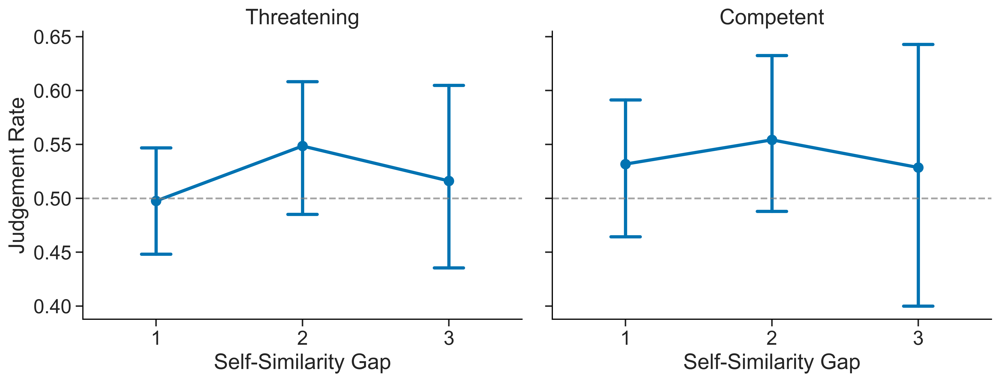 Threatening
Competent
0.65
0.60
0.55
0.50
0.45
0.40
Judgement Rate
1 2 3
1 2 3
Self-Similarity Gap
Self-Similarity Gap